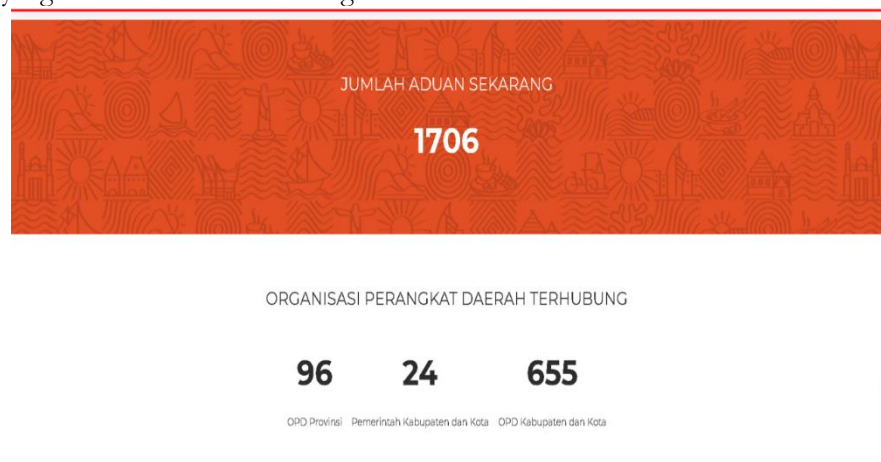 JUMLAH ADUAN SEKARANG
1706
ORGANISASI PERANGKAT DAERAH TERHUBUNG
96 24 655
OPD Provinsi Pemerintah Kabupaten dan Kota OPD Kabupaten dan Kota